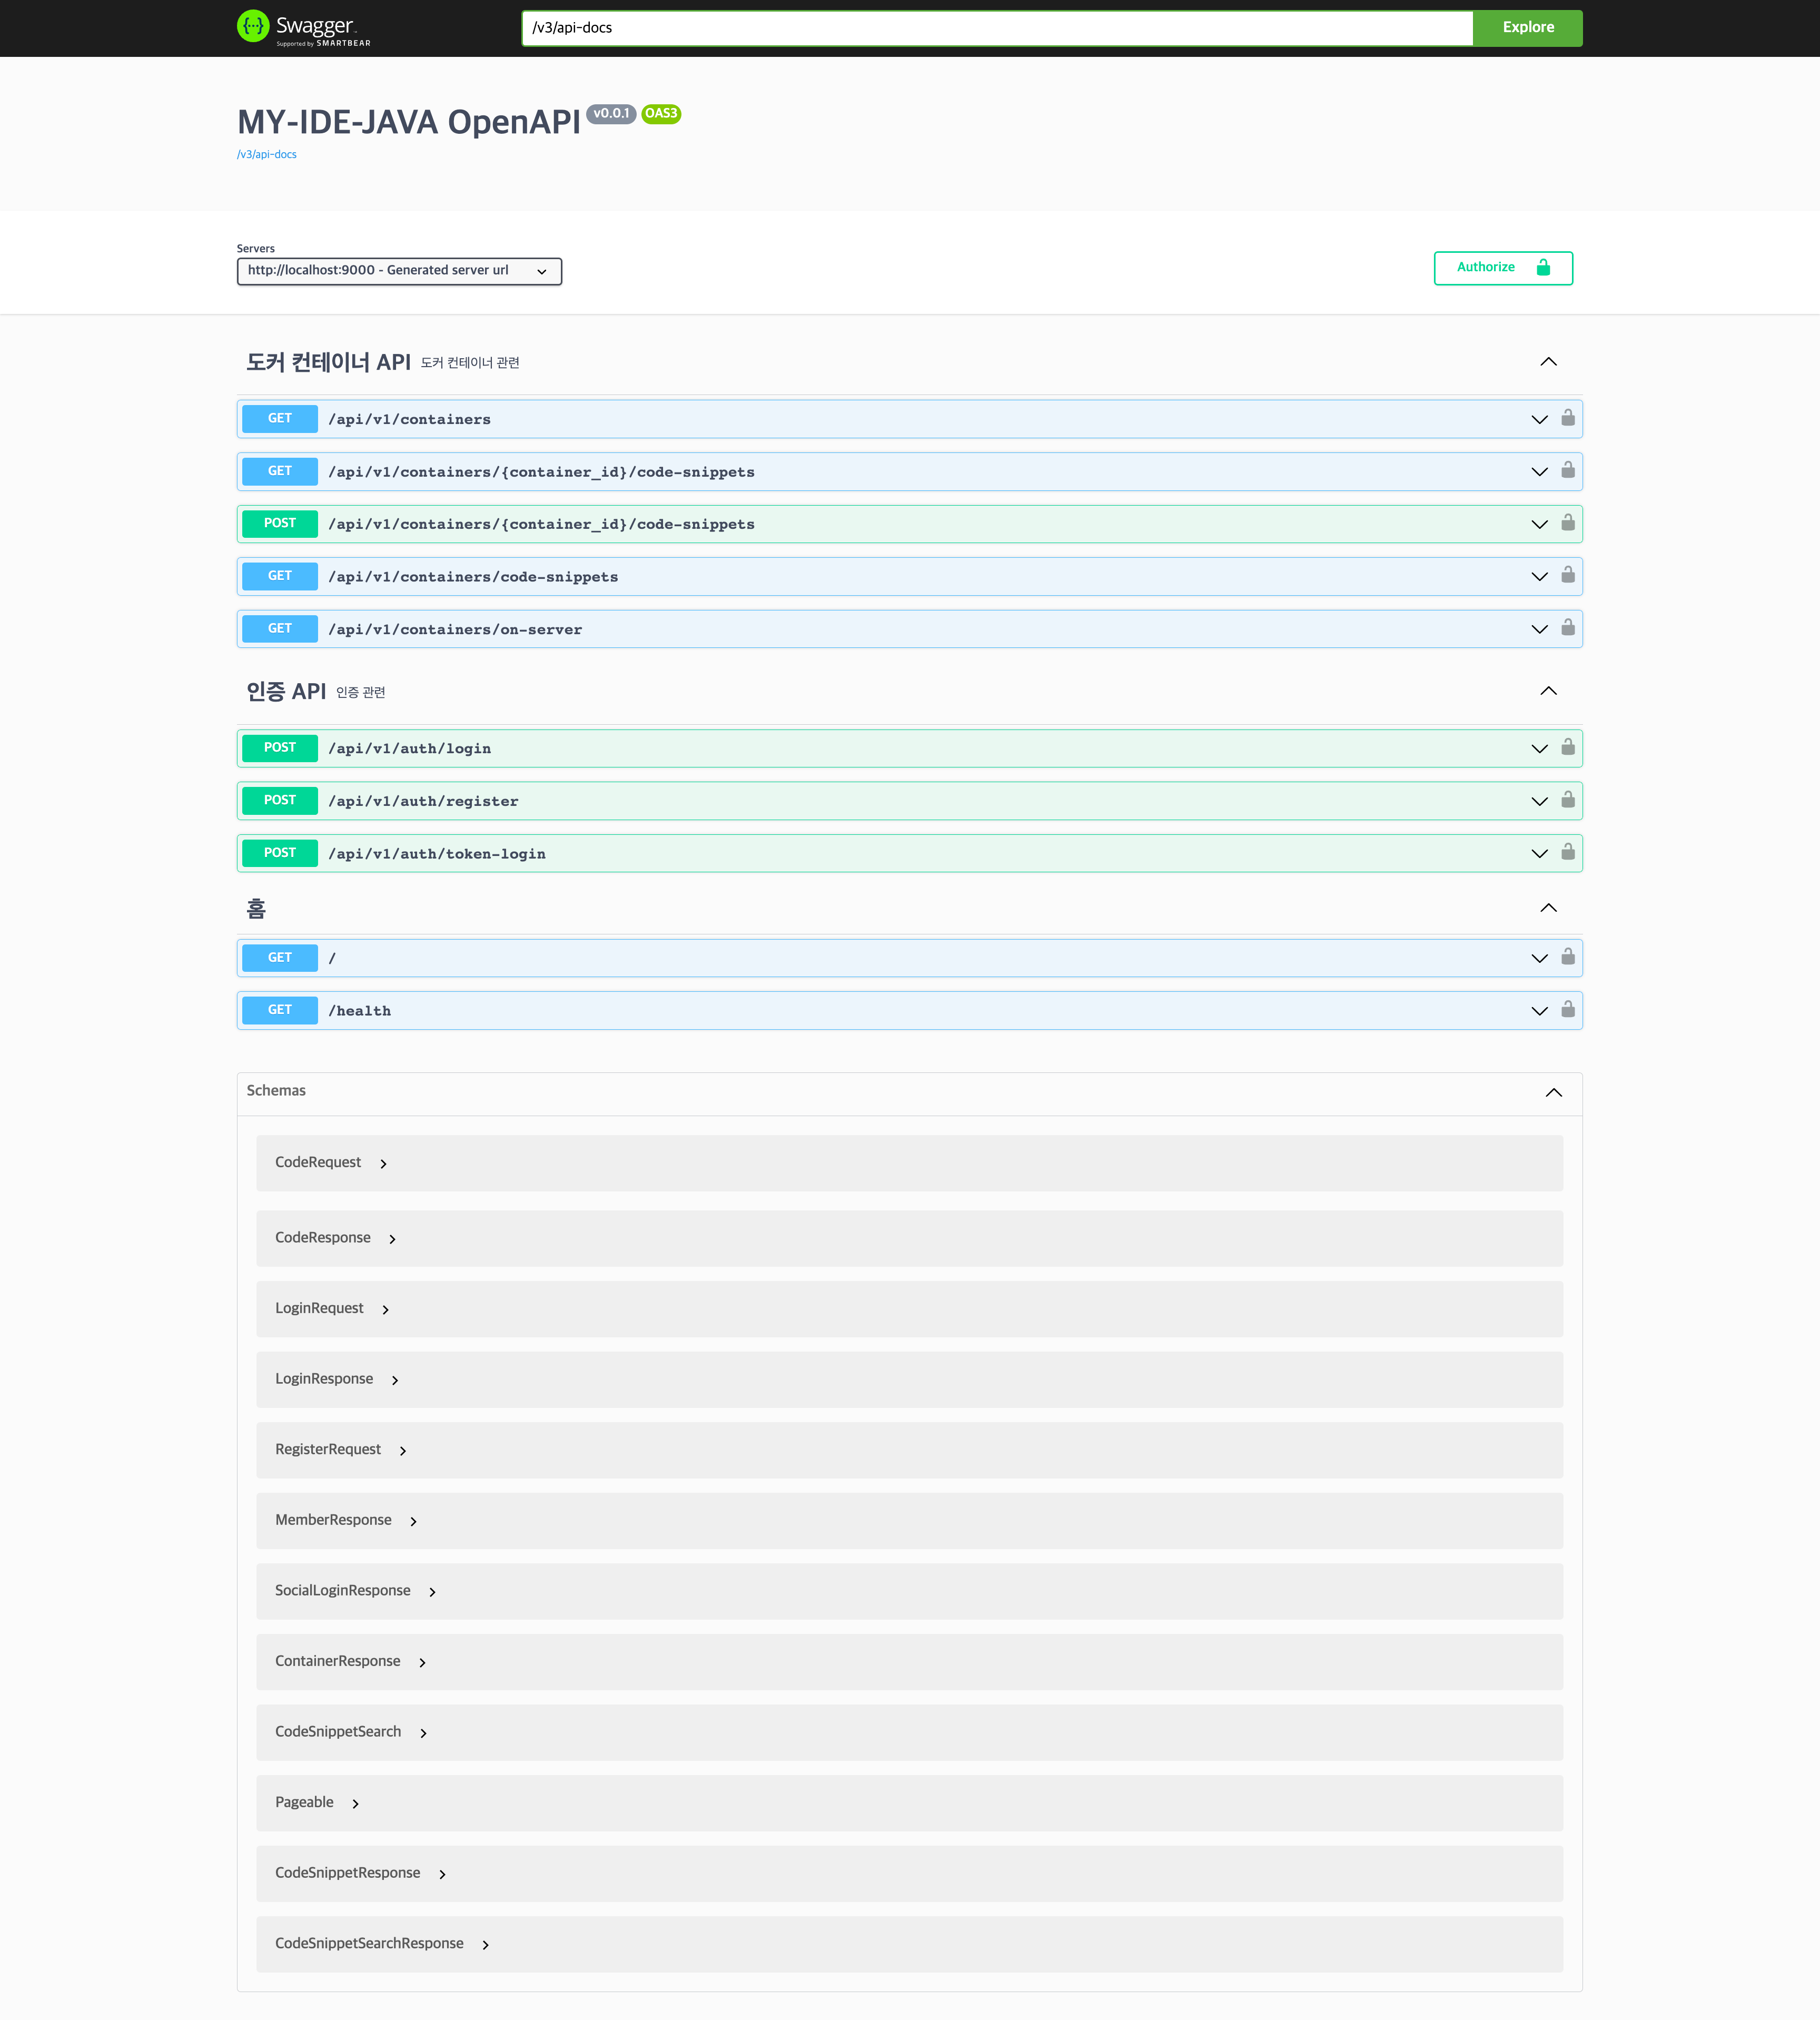 Swagger
Supported by SMARTBEAR
/v3/api-docs
Explore
MY-IDE-JAVA OpenAPI v0.0.1 OAS3
/v3/api-docs
Servers
http://localhost:9000 - Generated server url
Authorize
도커 컨테이너 API 도커 컨테이너 관련
GET /api/v1/containers
GET /api/v1/containers/{container_id}/code-snippets
POST /api/v1/containers/{container_id}/code-snippets
GET /api/v1/containers/code-snippets
GET /api/v1/containers/on-server
인증 API 인증 관련
POST /api/v1/auth/login
POST /api/v1/auth/register
POST /api/v1/auth/token-login
홈
GET /
GET /health
Schemas
CodeRequest
CodeResponse
LoginRequest
LoginResponse
RegisterRequest
MemberResponse
SocialLoginResponse
ContainerResponse
CodeSnippetSearch
Pageable
CodeSnippetResponse
CodeSnippetSearchResponse